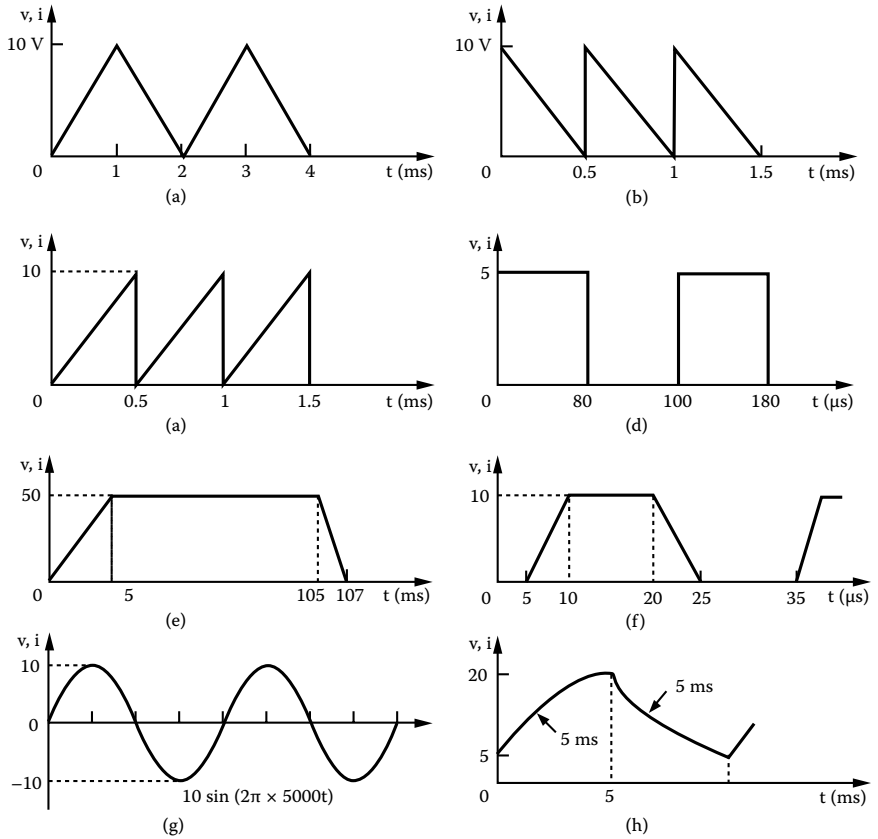 v, i
10 V
0
1
2
3
4
t (ms)
(a)
v, i
10 V
0
0.5
1
1.5
t (ms)
(b)
v, i
10
0
0.5
1
1.5
t (ms)
(a)
v, i
5
0
80
100
180
t (µs)
(d)
v, i
50
0
5
105
107
t (ms)
(e)
v, i
10
0
5
10
20
25
35
t (µs)
(f)
v, i
10
0
−10
10 sin (2π × 5000t)
(g)
v, i
20
5
0
5 ms
5 ms
5
t (ms)
(h)